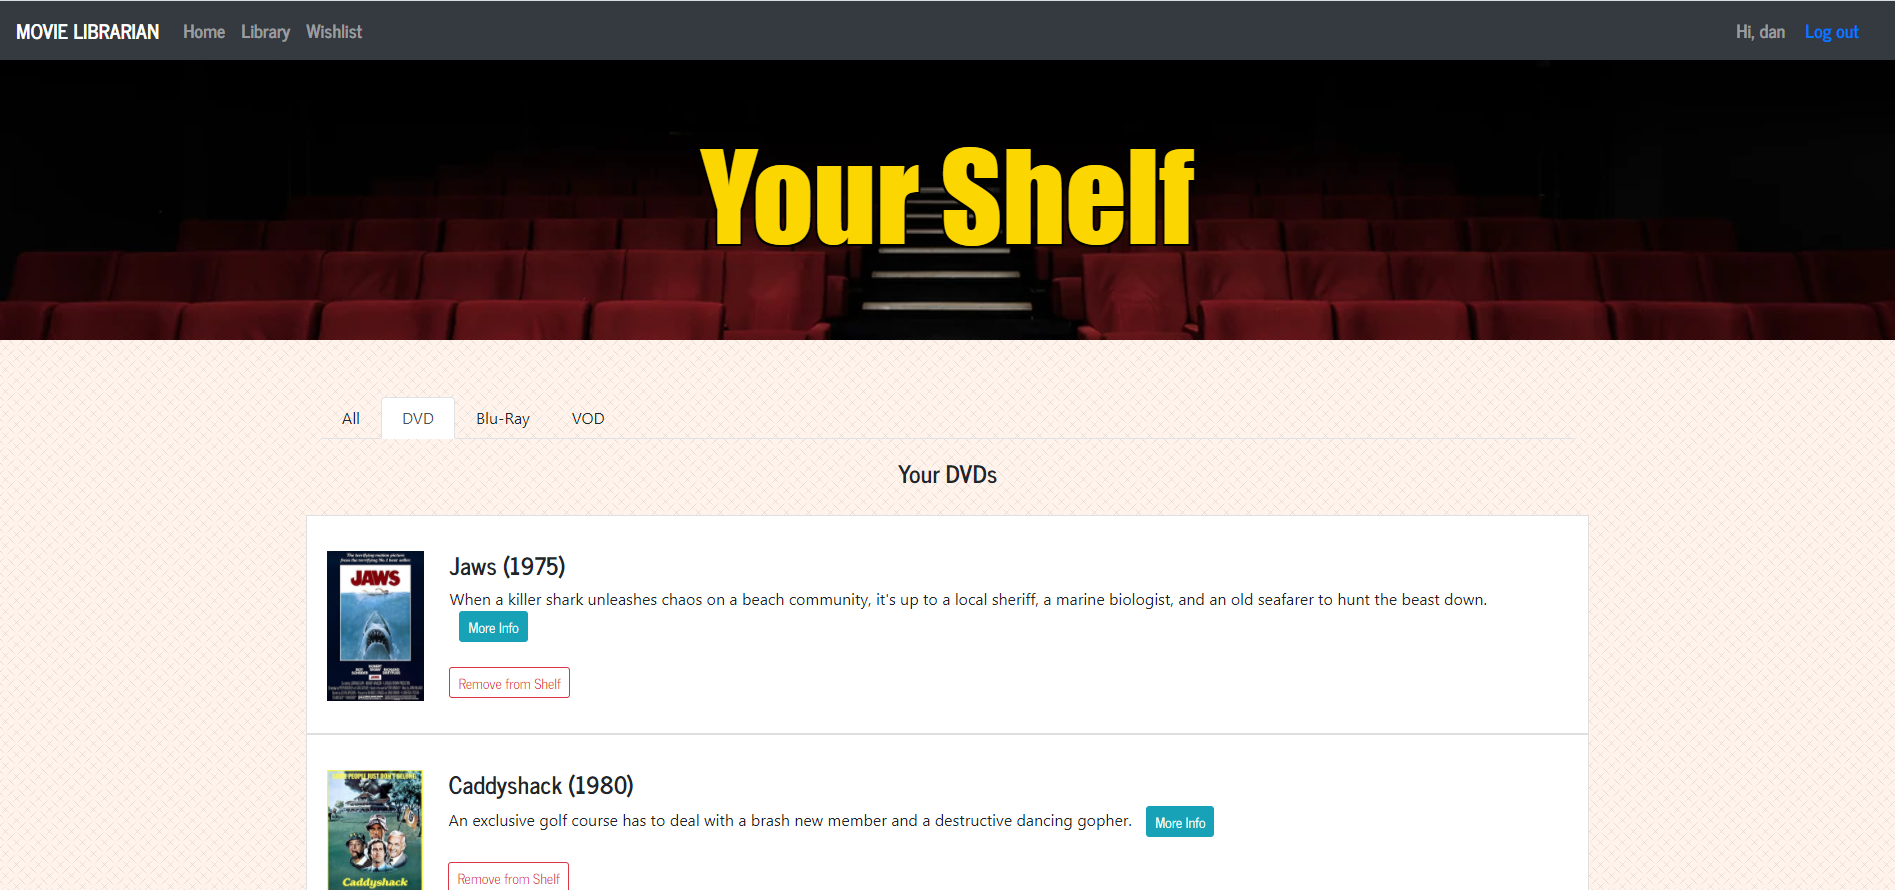 MOVIE LIBRARIAN Home Library Wishlist Hi, dan Log out
Your Shelf
All DVD Blu-Ray VOD
Your DVDs
JAWS
Jaws (1975)
When a killer shark unleashes chaos on a beach community, it's up to a local sheriff, a marine biologist, and an old seafarer to hunt the beast down.
More Info
Remove from Shelf
Caddyshack
Caddyshack (1980)
An exclusive golf course has to deal with a brash new member and a destructive dancing gopher. More Info
Remove from Shelf